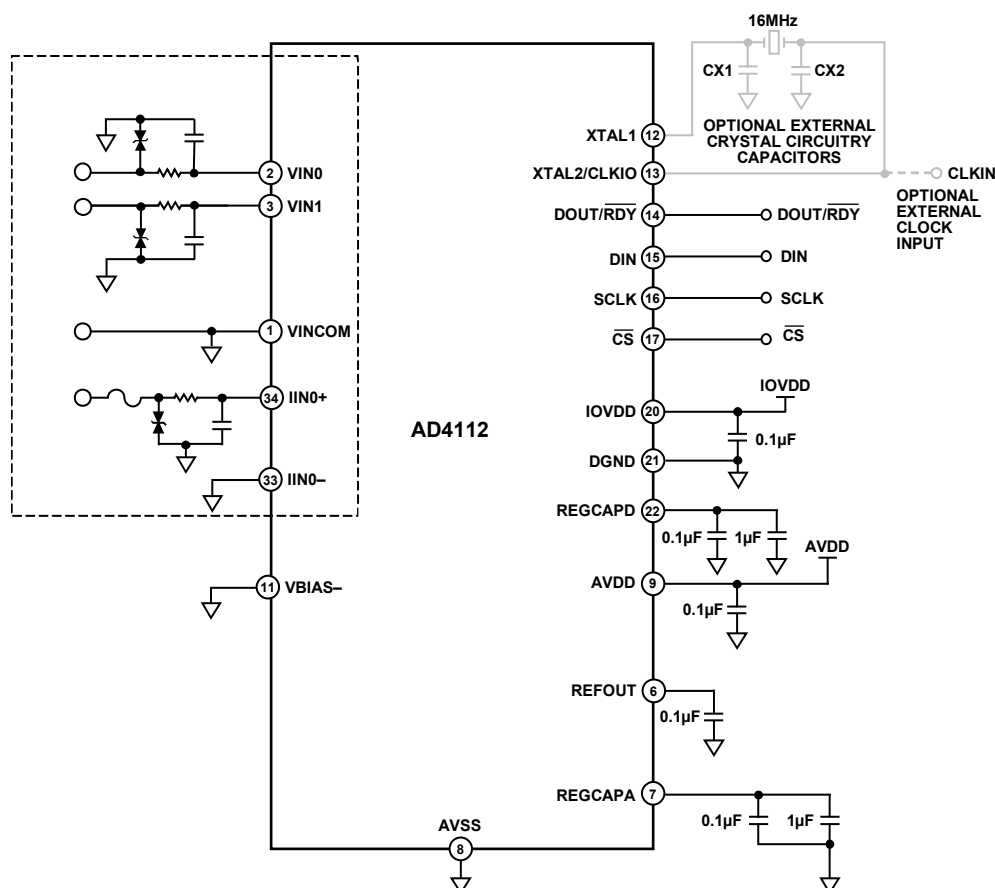 16MHz
CX1
CX2
OPTIONAL EXTERNAL
CRYSTAL CIRCUITRY
CAPACITORS
XTAL1
12
XTAL2/CLKIO
13
CLKIN
OPTIONAL
EXTERNAL
CLOCK
INPUT
2
VIN0
3
VIN1
DOUT/RDY
14
DOUT/RDY
DIN
15
DIN
SCLK
16
SCLK
CS
17
CS
1
VINCOM
34
IIN0+
33
IIN0–
11
VBIAS–
AD4112
IOVDD
20
IOVDD
0.1µF
DGND
21
REGCAPD
22
0.1µF
1µF
AVDD
9
AVDD
0.1µF
REFOUT
6
0.1µF
REGCAPA
7
0.1µF
1µF
AVSS
8